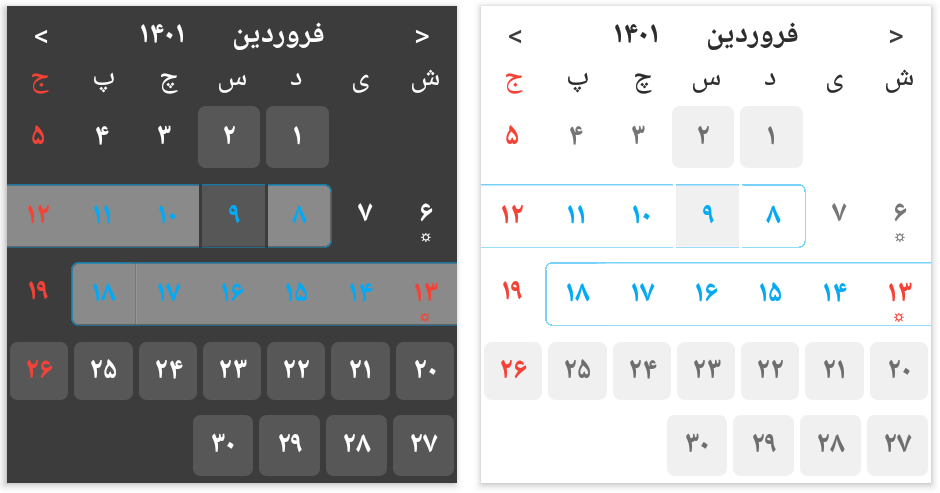 > فروردین ۱۴۰۱ <
ش ی د س چ پ ج
۱ ۲ ۳ ۴ ۵
۶ ۷ ۸ ۹ ۱۰ ۱۱ ۱۲
۱۳ ۱۴ ۱۵ ۱۶ ۱۷ ۱۸ ۱۹
۲۰ ۲۱ ۲۲ ۲۳ ۲۴ ۲۵ ۲۶
۲۷ ۲۸ ۲۹ ۳۰
> فروردین ۱۴۰۱ <
ش ی د س چ پ ج
۱ ۲ ۳ ۴ ۵
۶ ۷ ۸ ۹ ۱۰ ۱۱ ۱۲
۱۳ ۱۴ ۱۵ ۱۶ ۱۷ ۱۸ ۱۹
۲۰ ۲۱ ۲۲ ۲۳ ۲۴ ۲۵ ۲۶
۲۷ ۲۸ ۲۹ ۳۰